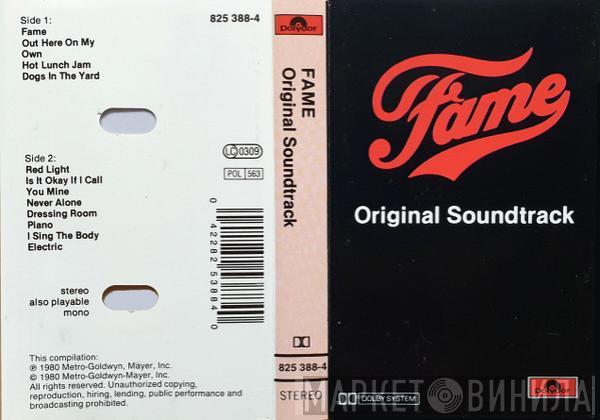 Side 1:
Fame
Out Here On My
Own
Hot Lunch Jam
Dogs In The Yard
Side 2:
Red Light
Is It Okay If I Call
You Mine
Never Alone
Dressing Room
Piano
I Sing The Body
Electric
stereo
also playable
mono
This compilation:
℗ 1980 Metro-Goldwyn, Mayer, Inc.
© 1980 Metro-Goldwyn-Mayer, Inc.
All rights reserved. Unauthorized copying,
reproduction, hiring, lending, public performance and
broadcasting prohibited.
825 388-4
LC 0309
POL 563
0 42282 53884 0
Polydor
FAME
Original Soundtrack
825 388-4
STEREO
Fame
Original Soundtrack
DOLBY SYSTEM
Polydor
МАРКЕТ ВИНИЛА